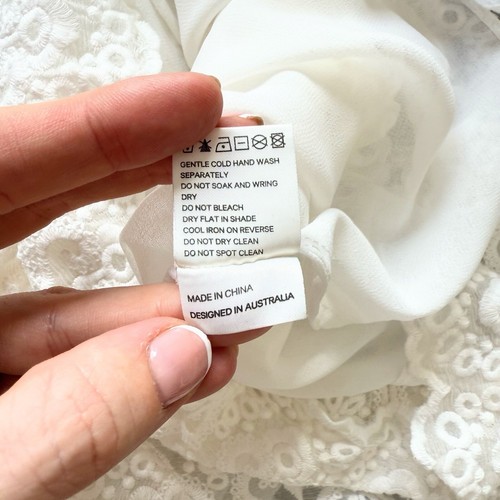 GENTLE COLD HAND WASH
SEPARATELY
DO NOT SOAK AND WRING
DRY
DO NOT BLEACH
DRY FLAT IN SHADE
COOL IRON ON REVERSE
DO NOT DRY CLEAN
DO NOT SPOT CLEAN
MADE IN CHINA
DESIGNED IN AUSTRALIA